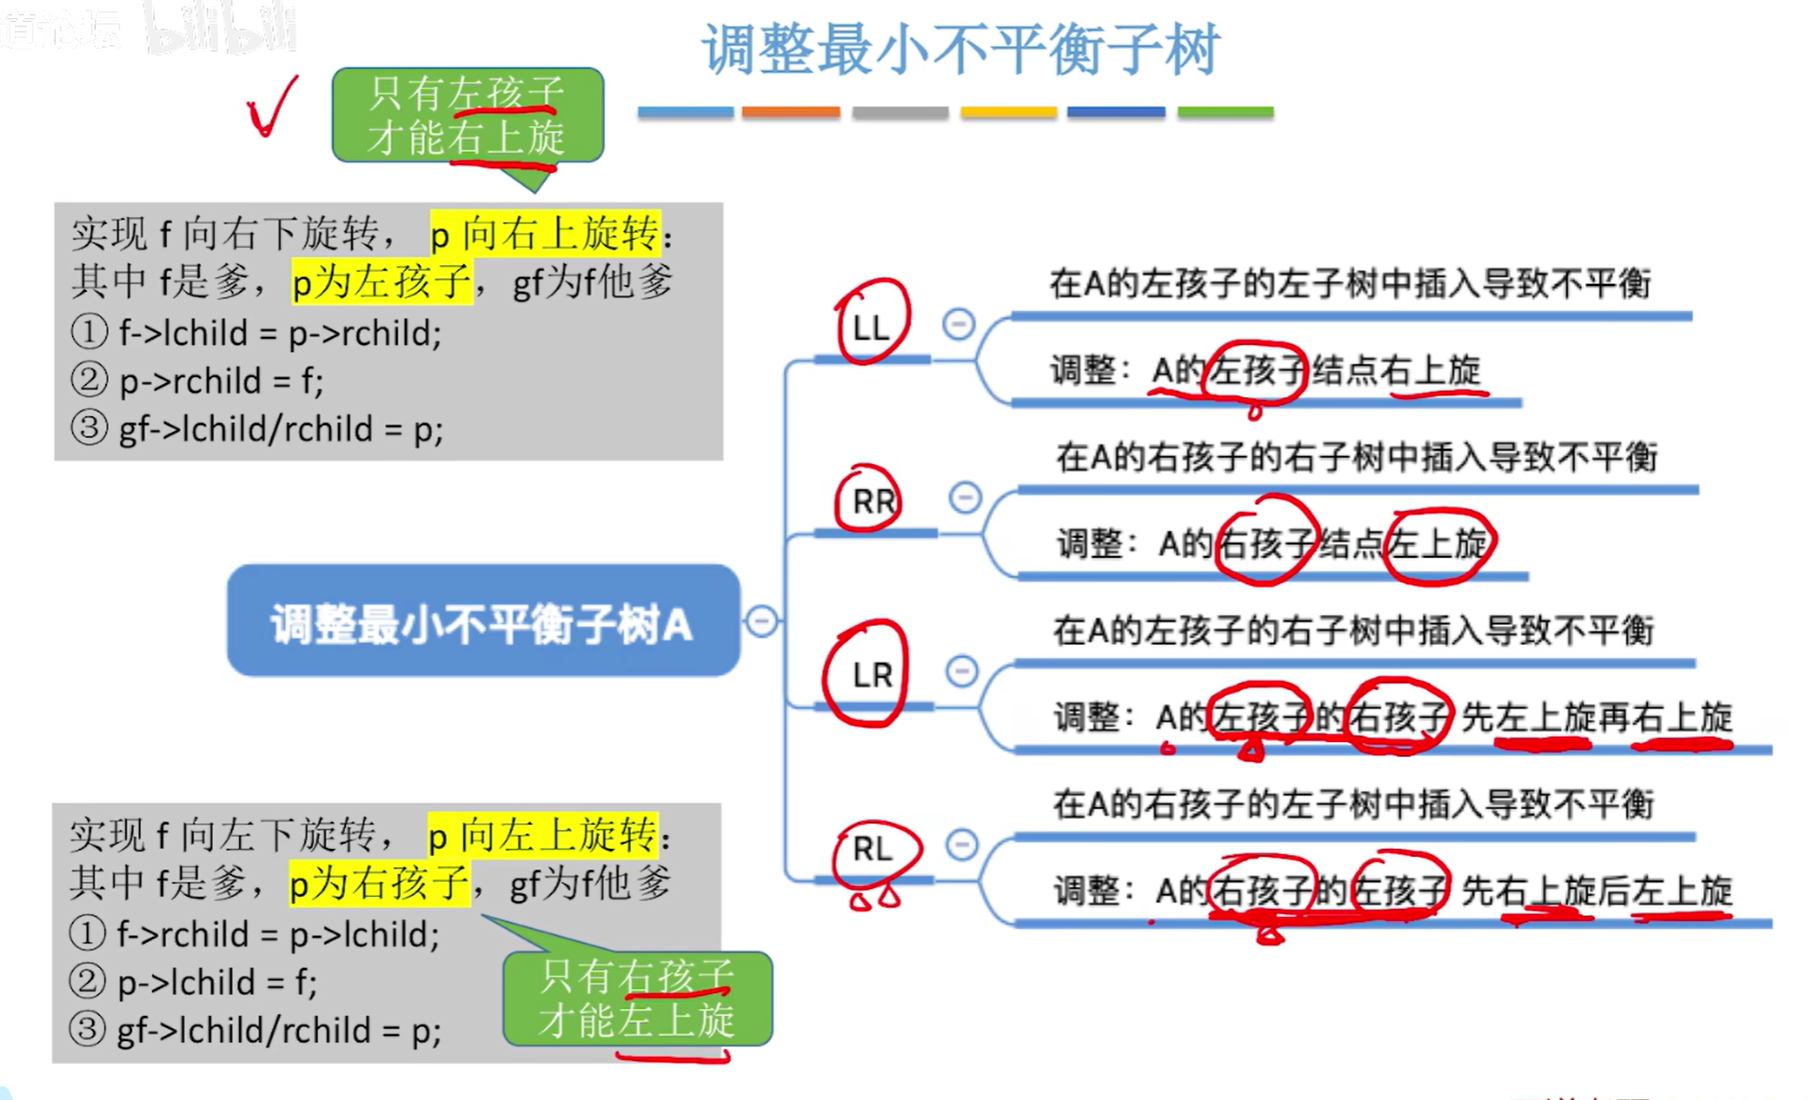 道论坛 bilibili
调整最小不平衡子树
只有左孩子
才能右上旋
实现 f 向右下旋转， p 向右上旋转：
其中 f是爹，p为左孩子，gf为f他爹
① f->lchild = p->rchild;
② p->rchild = f;
③ gf->lchild/rchild = p;
调整最小不平衡子树A
LL
在A的左孩子的左子树中插入导致不平衡
调整：A的左孩子结点右上旋
RR
在A的右孩子的右子树中插入导致不平衡
调整：A的右孩子结点左上旋
LR
在A的左孩子的右子树中插入导致不平衡
调整：A的左孩子的右孩子 先左上旋再右上旋
RL
在A的右孩子的左子树中插入导致不平衡
调整：A的右孩子的左孩子 先右上旋后左上旋
实现 f 向左下旋转， p 向左上旋转：
其中 f是爹，p为右孩子，gf为f他爹
① f->rchild = p->lchild;
② p->lchild = f;
③ gf->lchild/rchild = p;
只有右孩子
才能左上旋